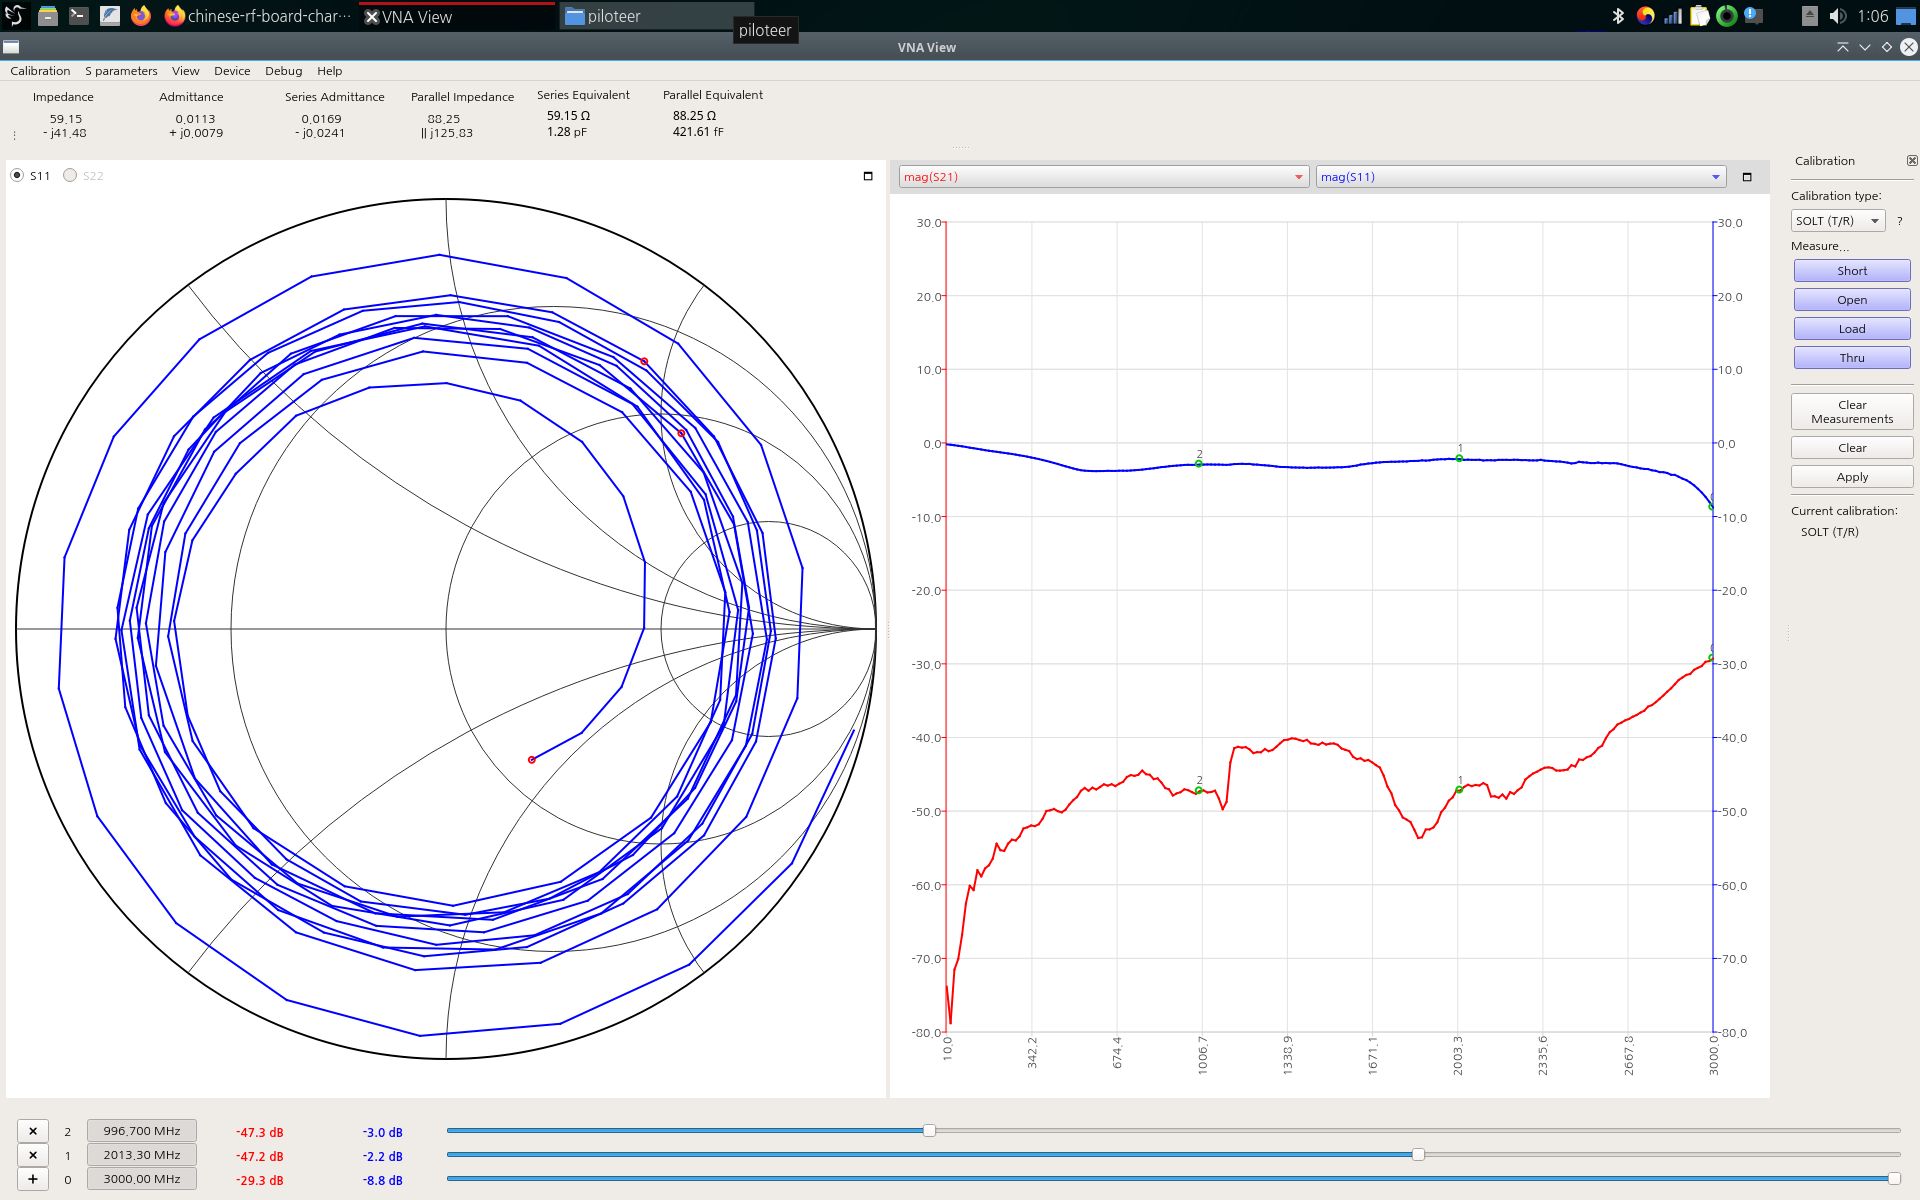 chinese-rf-board-char...
VNA View
piloteer
1:06
piloteer
VNA View
Calibration S parameters View Device Debug Help
Impedance Admittance Series Admittance Parallel Impedance Series Equivalent Parallel Equivalent
59.15 0.0113 0.0169 88.25 59.15 Ω 88.25 Ω
- j41.48 + j0.0079 - j0.0241 || j125.83 1.28 pF 421.61 fF
S11 S22
mag(S21) mag(S11)
30.0 30.0
20.0 20.0
10.0 10.0
0.0 0.0
-10.0 -10.0
-20.0 -20.0
-30.0 -30.0
-40.0 -40.0
-50.0 -50.0
-60.0 -60.0
-70.0 -70.0
-80.0 -80.0
2 1
2 1
10.0 342.2 674.4 1006.7 1338.9 1671.1 2003.3 2335.6 2667.8 3000.0
Calibration
Calibration type:
SOLT (T/R) ?
Measure...
Short
Open
Load
Thru
Clear
Measurements
Clear
Apply
Current calibration:
SOLT (T/R)
× 2 996.700 MHz -47.3 dB -3.0 dB
× 1 2013.30 MHz -47.2 dB -2.2 dB
+ 0 3000.00 MHz -29.3 dB -8.8 dB